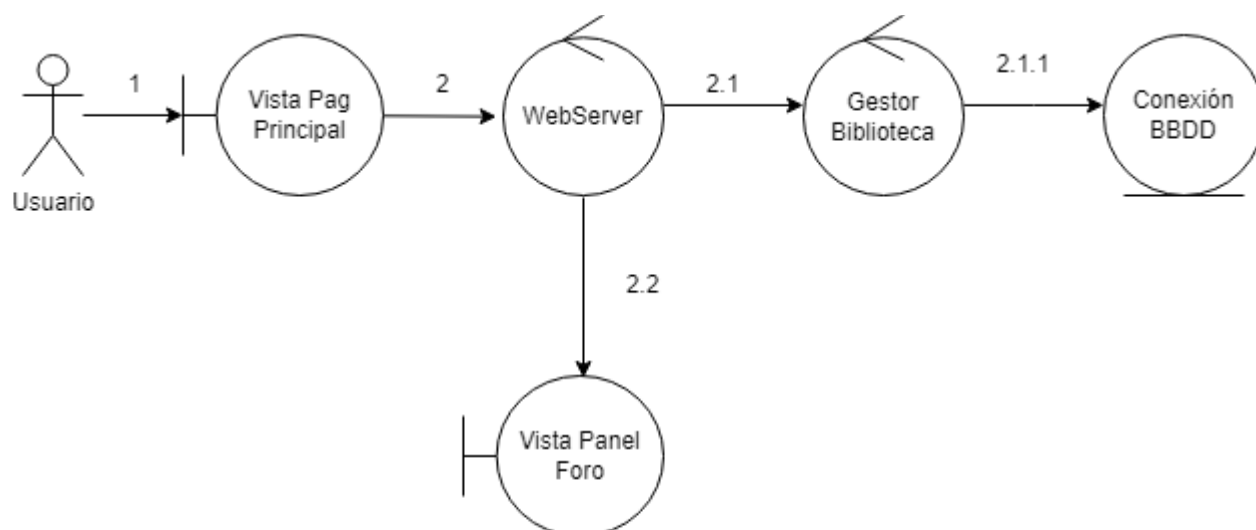 1
2
2.1
2.1.1
Vista Pag
Principal
WebServer
Gestor
Biblioteca
Conexión
BBDD
Usuario
2.2
Vista Panel
Foro